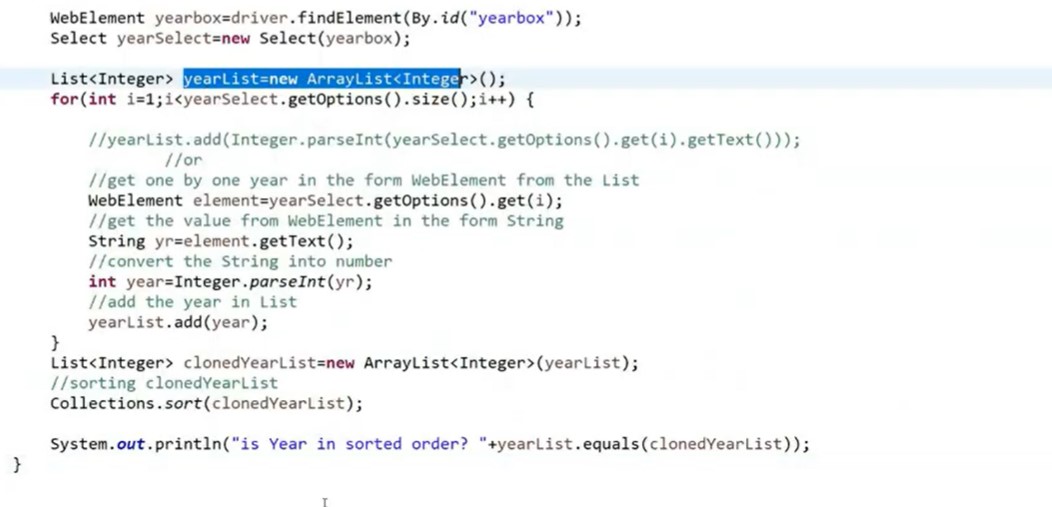 WebElement yearbox=driver.findElement(By.id("yearbox"));
Select yearSelect=new Select(yearbox);
List<Integer> yearList=new ArrayList<Integer>();
for(int i=1;i<yearSelect.getOptions().size();i++) {
//yearList.add(Integer.parseInt(yearSelect.getOptions().get(i).getText()));
//or
//get one by one year in the form WebElement from the List
WebElement element=yearSelect.getOptions().get(i);
//get the value from WebElement in the form String
String yr=element.getText();
//convert the String into number
int year=Integer.parseInt(yr);
//add the year in List
yearList.add(year);
}
List<Integer> clonedYearList=new ArrayList<Integer>(yearList);
//sorting clonedYearList
Collections.sort(clonedYearList);
System.out.println("is Year in sorted order? "+yearList.equals(clonedYearList));
}